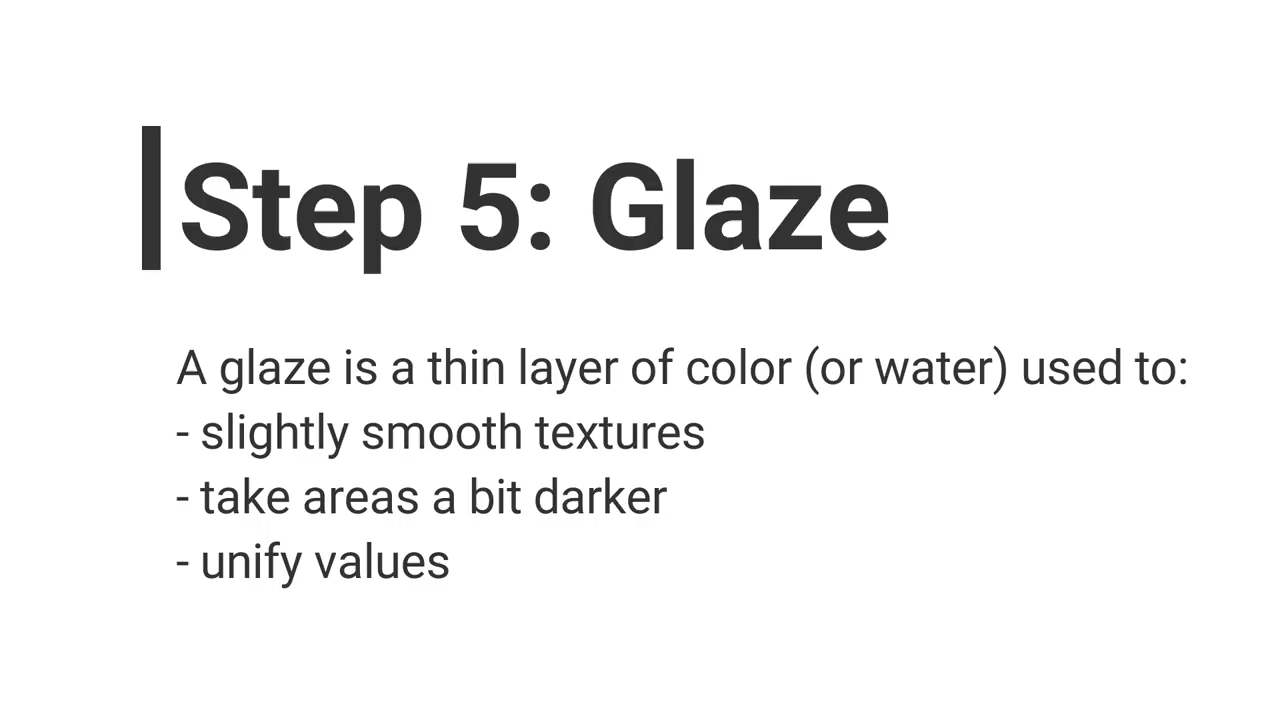 Step 5: Glaze
A glaze is a thin layer of color (or water) used to:
- slightly smooth textures
- take areas a bit darker
- unify values